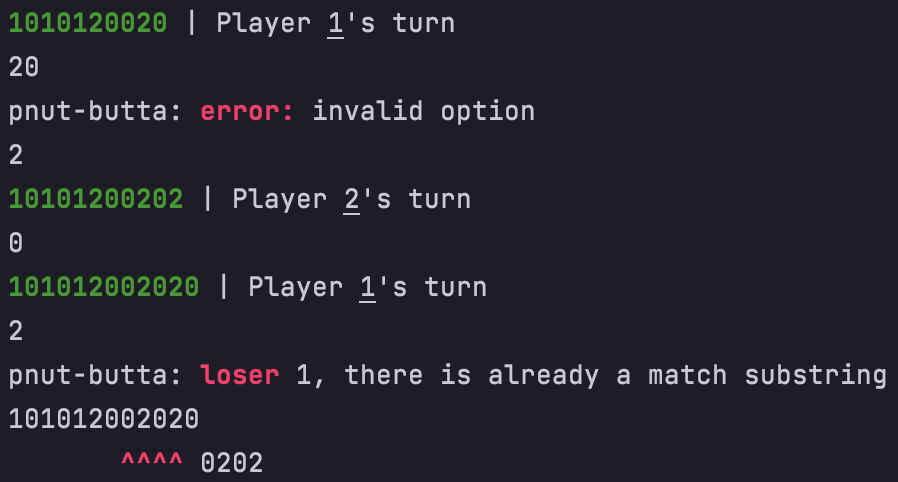 1010120020 | Player 1's turn
20
pnut-butta: error: invalid option
2
10101200202 | Player 2's turn
0
101012002020 | Player 1's turn
2
pnut-butta: loser 1, there is already a match substring
101012002020
^^^^ 0202